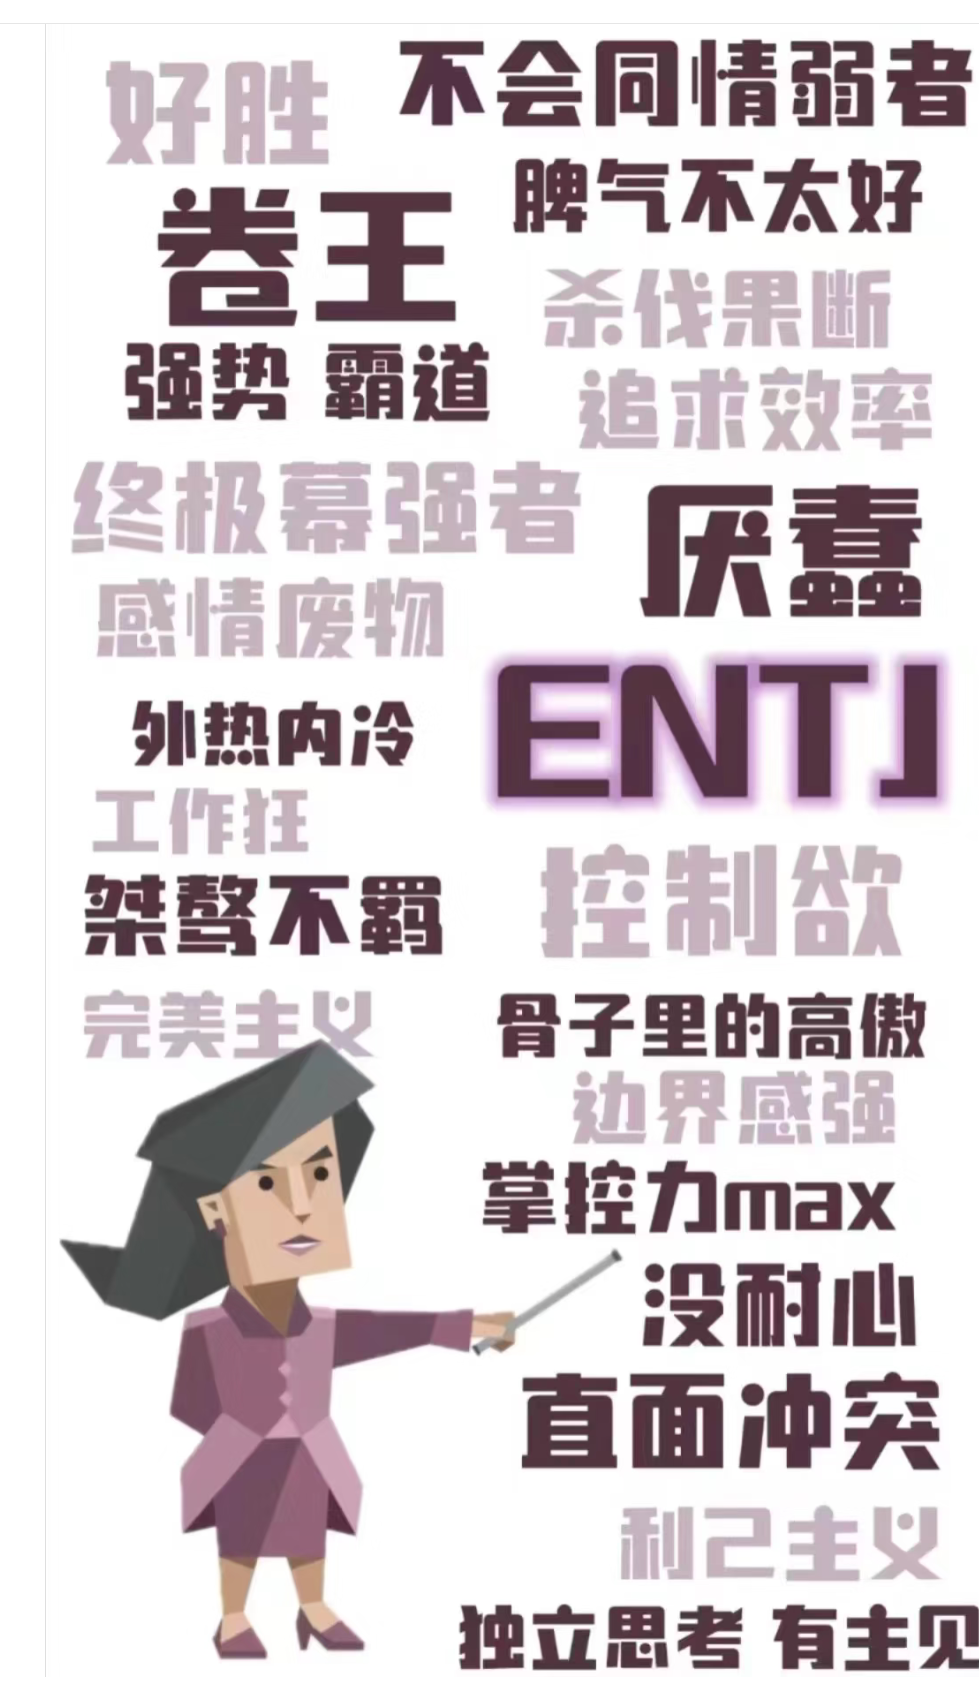 好胜
不会同情弱者
脾气不太好
卷王
杀伐果断
强势 霸道
追求效率
终极幕强者
厌蠢
感情废物
ENTJ
外热内冷
工作狂
控制欲
桀骜不羁
完美主义
骨子里的高傲
边界感强
掌控力max
没耐心
直面冲突
利己主义
独立思考 有主见